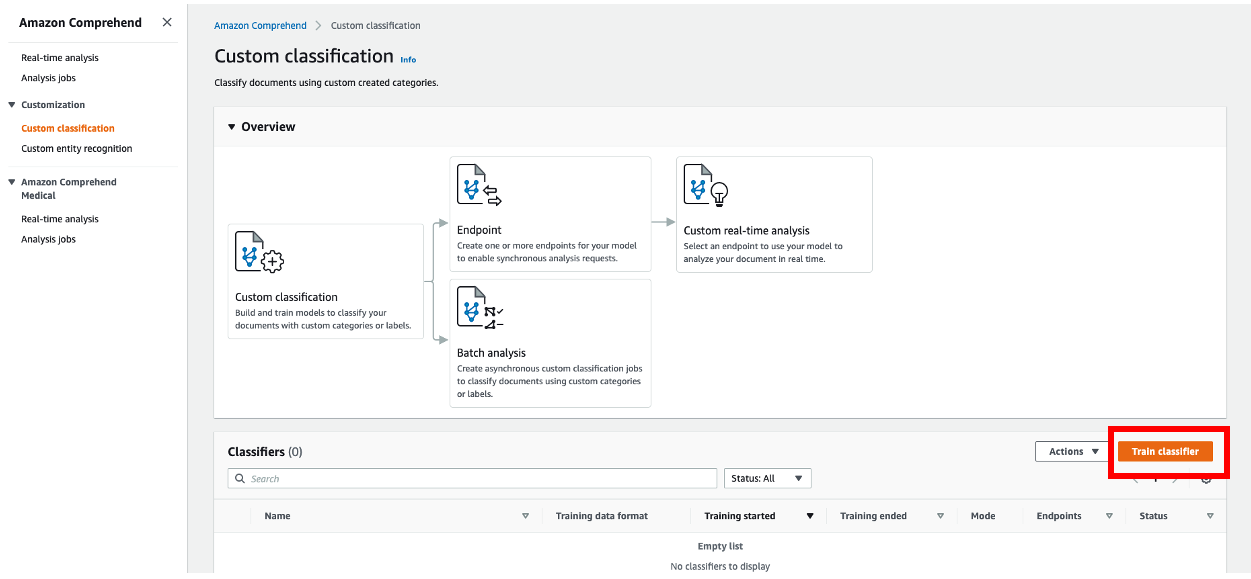 Amazon Comprehend
Real-time analysis
Analysis jobs
Customization
Custom classification
Custom entity recognition
Amazon Comprehend
Medical
Real-time analysis
Analysis jobs
Amazon Comprehend > Custom classification
Custom classification Info
Classify documents using custom created categories.
Overview
Custom classification
Build and train models to classify your
documents with custom categories or labels.
Endpoint
Create one or more endpoints for your model
to enable synchronous analysis requests.
Batch analysis
Create asynchronous custom classification jobs
to classify documents using custom categories
or labels.
Custom real-time analysis
Select an endpoint to use your model to
analyze your document in real time.
Classifiers (0)
Actions
Train classifier
Search
Status: All
Name Training data format Training started Training ended Mode Endpoints Status
Empty list
No classifiers to display